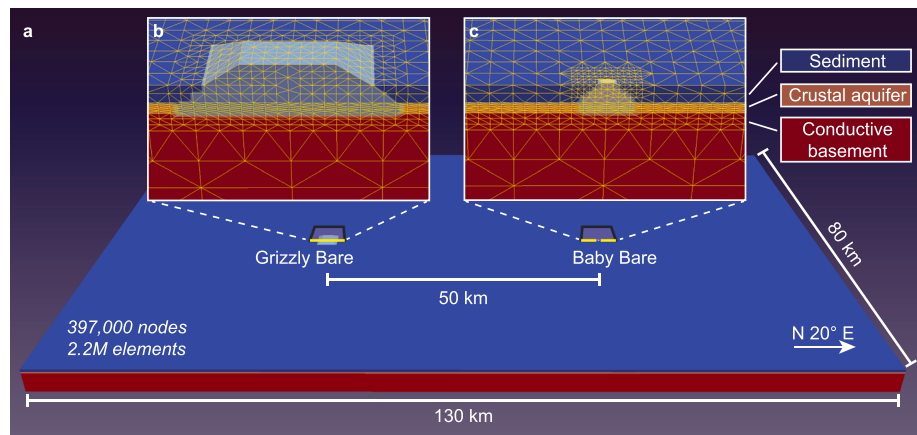 a
b
c
Sediment
Crustal aquifer
Conductive
basement
Grizzly Bare
Baby Bare
50 km
80 km
397,000 nodes
2.2M elements
N 20° E
130 km